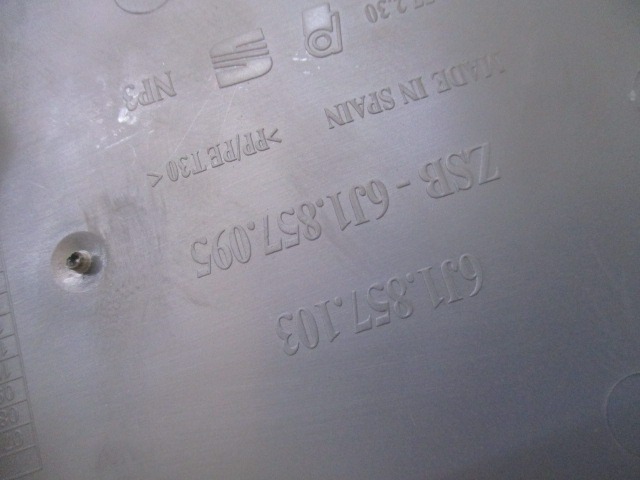 6J1.857.103
ZSB - 6J1.857.095
>PP/PE T30<
MADE IN SPAIN
NP3